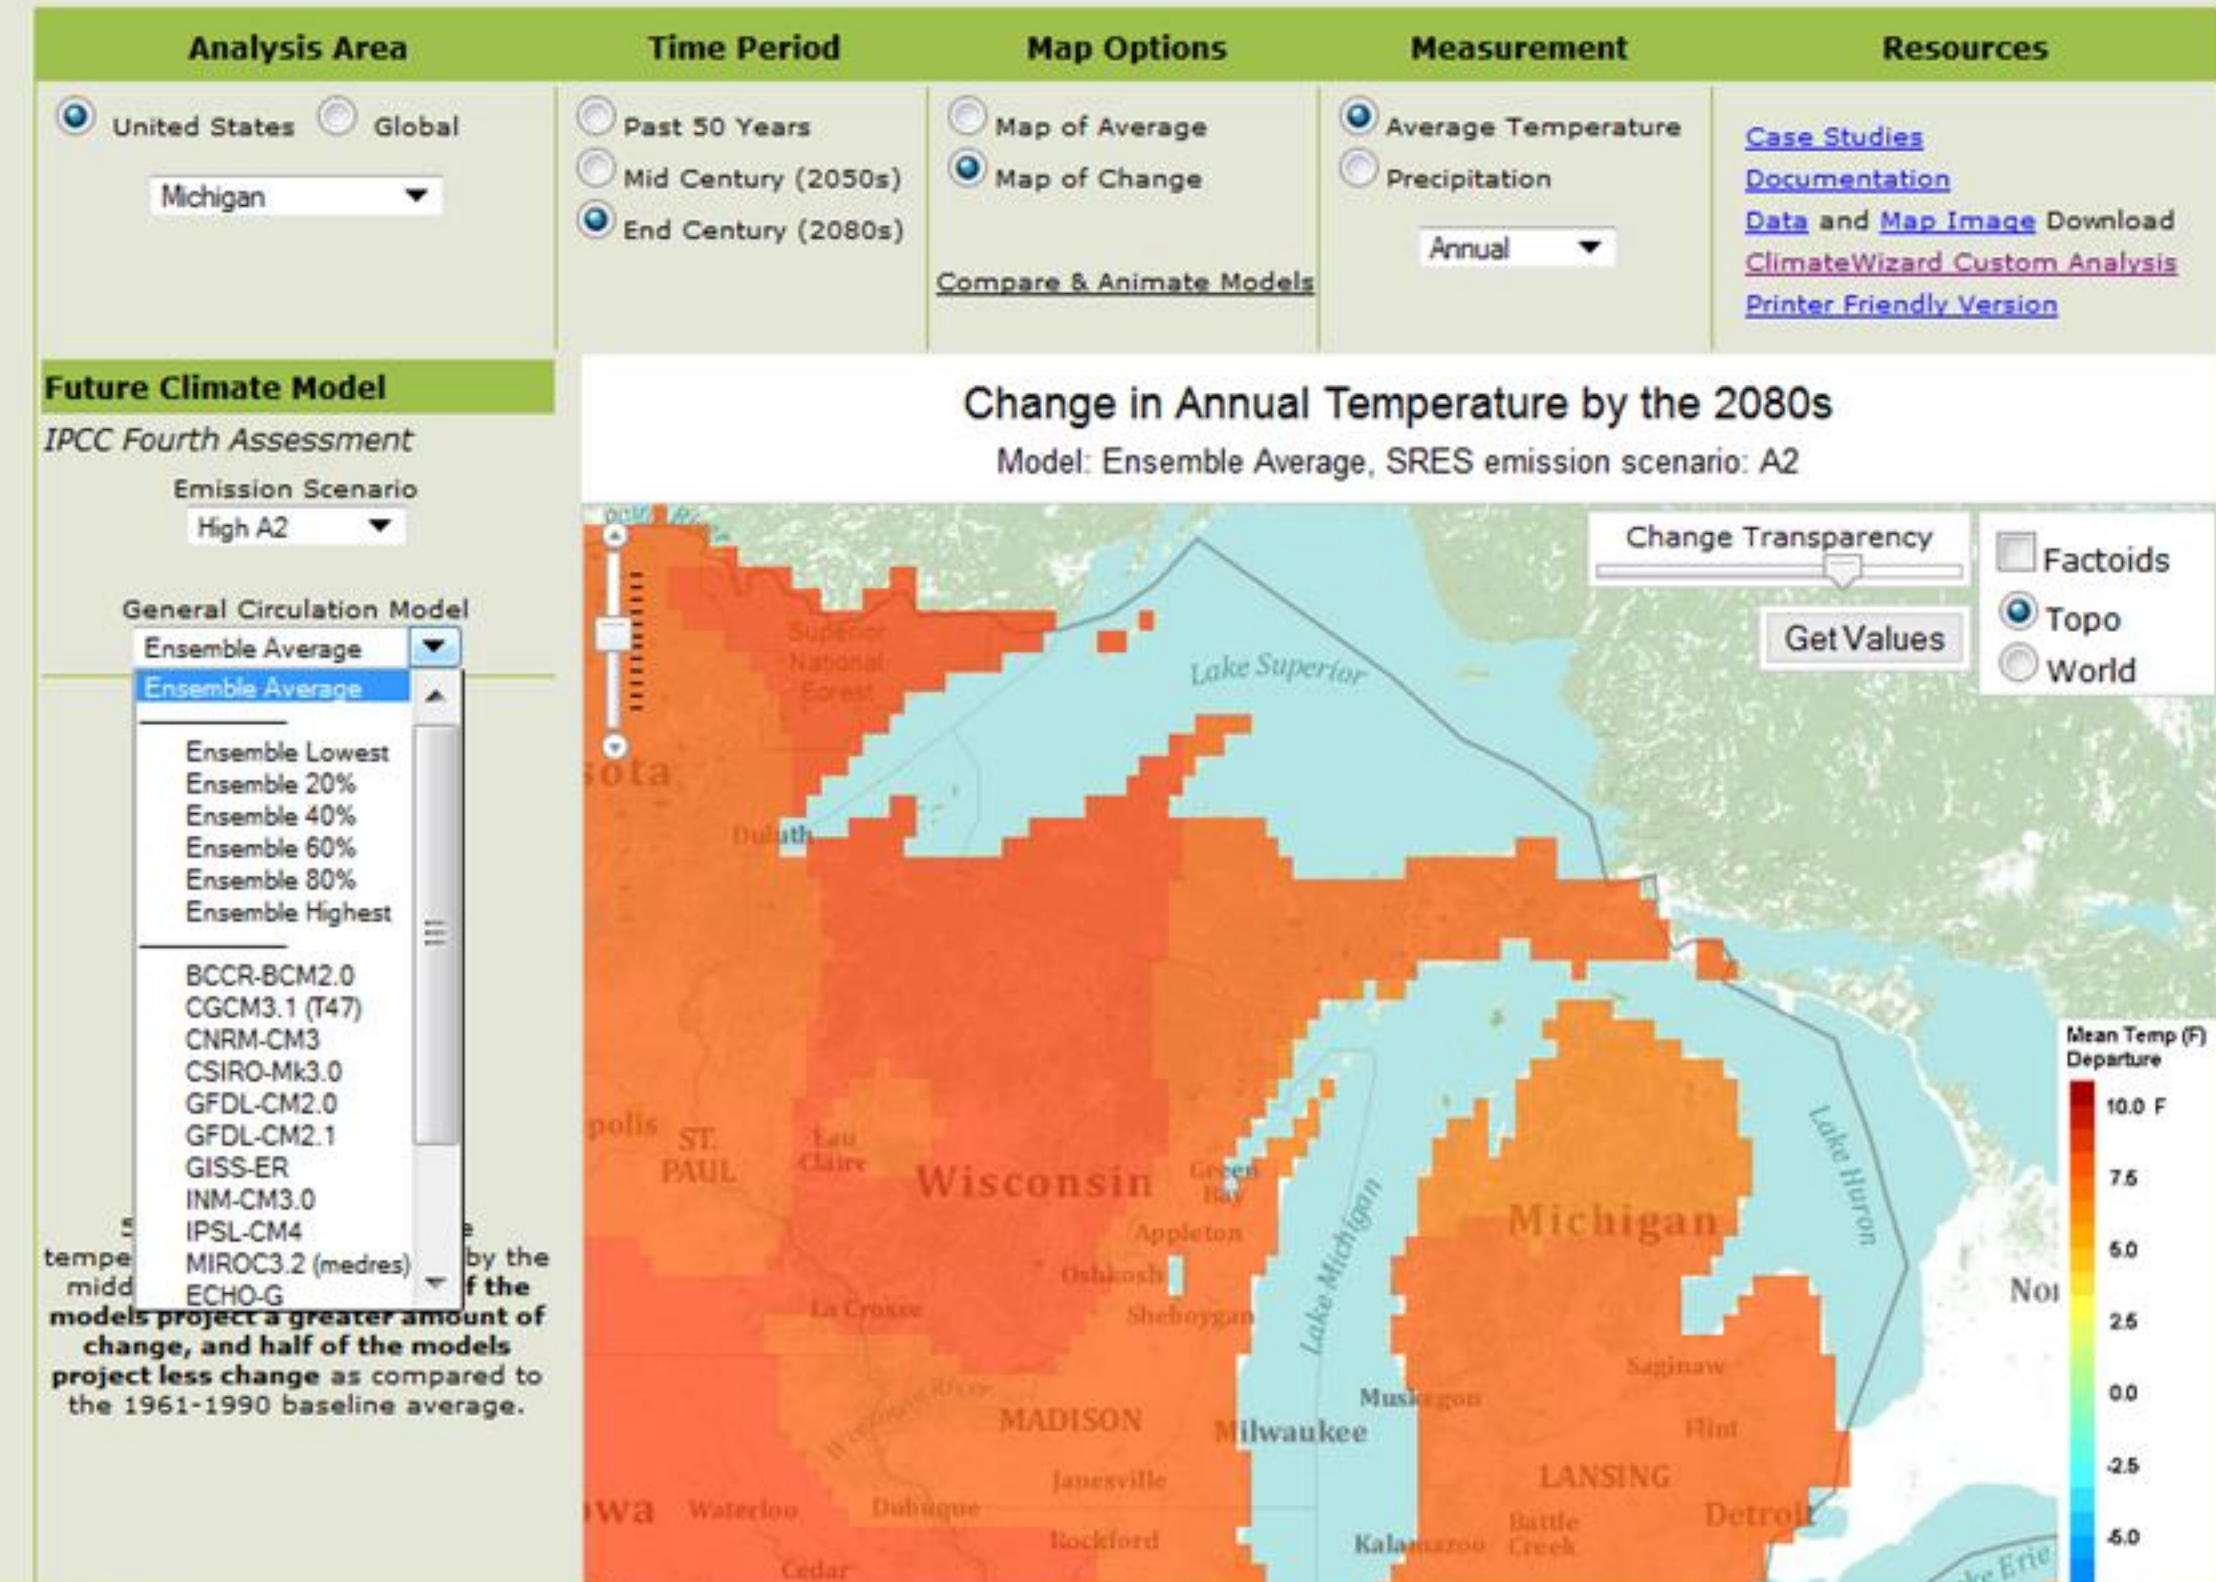 Analysis Area
Time Period
Map Options
Measurement
Resources
United States
Global
Michigan
Past 50 Years
Mid Century (2050s)
End Century (2080s)
Map of Average
Map of Change
Compare & Animate Models
Average Temperature
Precipitation
Annual
Case Studies
Documentation
Data and Map Image Download
ClimateWizard Custom Analysis
Printer Friendly Version
Future Climate Model
IPCC Fourth Assessment
Emission Scenario
High A2
General Circulation Model
Ensemble Average
Ensemble Average
Ensemble Lowest
Ensemble 20%
Ensemble 40%
Ensemble 60%
Ensemble 80%
Ensemble Highest
BCCR-BCM2.0
CGCM3.1 (T47)
CNRM-CM3
CSIRO-Mk3.0
GFDL-CM2.0
GFDL-CM2.1
GISS-ER
INM-CM3.0
IPSL-CM4
MIROC3.2 (medres)
ECHO-G
tempe by the
midd f the
models project a greater amount of
change, and half of the models
project less change as compared to
the 1961-1990 baseline average.
Change in Annual Temperature by the 2080s
Model: Ensemble Average, SRES emission scenario: A2
Change Transparency
Get Values
Factoids
Topo
World
River
Superior
National
Forest
Lake Superior
sota
Duluth
polis
ST.
PAUL
Eau
Claire
Wisconsin
Green
Bay
Appleton
Oshkosh
Sheboygan
La Crosse
Lake Michigan
Michigan
Lake Huron
Saginaw
Muskegon
Flint
Wisconsin River
MADISON
Milwaukee
Janesville
LANSING
owa
Waterloo
Dubuque
Rockford
Kalamazoo
Battle
Creek
Detroit
Cedar
ke Erie
Nor
Mean Temp (F)
Departure
10.0 F
7.5
5.0
2.5
0.0
-2.5
-5.0